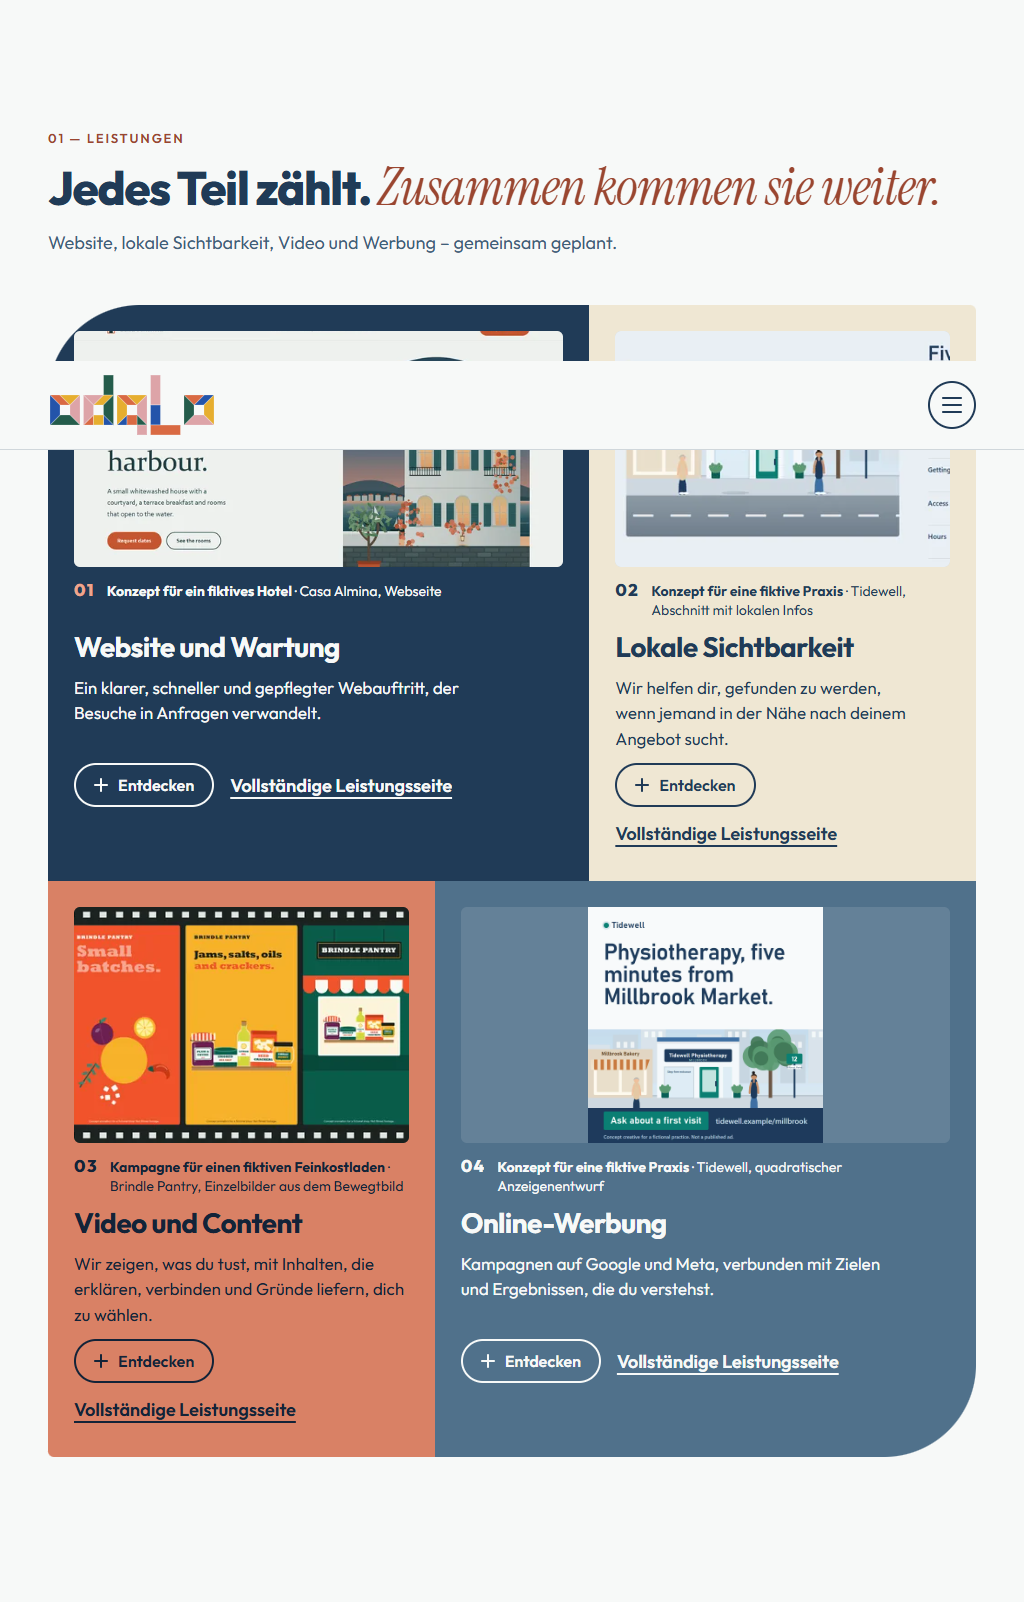 01 — LEISTUNGEN
Jedes Teil zählt. Zusammen kommen sie weiter.
Website, lokale Sichtbarkeit, Video und Werbung – gemeinsam geplant.
adaLo
harbour.
A small whitewashed house with a
courtyard, a terrace breakfast and rooms
that open to the water.
Request dates
See the rooms
01 Konzept für ein fiktives Hotel · Casa Almina, Webseite
Website und Wartung
Ein klarer, schneller und gepflegter Webauftritt, der
Besuche in Anfragen verwandelt.
Entdecken
Vollständige Leistungsseite
Access
Hours
02 Konzept für eine fiktive Praxis · Tidewell,
Abschnitt mit lokalen Infos
Lokale Sichtbarkeit
Wir helfen dir, gefunden zu werden,
wenn jemand in der Nähe nach deinem
Angebot sucht.
Entdecken
Vollständige Leistungsseite
BRINDLE PANTRY
Small
batches.
BRINDLE PANTRY
Jams, salts, oils
and crackers.
BRINDLE PANTRY
03 Kampagne für einen fiktiven Feinkostladen ·
Brindle Pantry, Einzelbilder aus dem Bewegtbild
Video und Content
Wir zeigen, was du tust, mit Inhalten, die
erklären, verbinden und Gründe liefern, dich
zu wählen.
Entdecken
Vollständige Leistungsseite
Tidewell
Physiotherapy, five
minutes from
Millbrook Market.
Millbrook Eatery
Tidewell Physiotherapy
12
Ask about a first visit
tidewell.example/millbrook
Concept creative for a fictional practice. Not a published ad.
04 Konzept für eine fiktive Praxis · Tidewell, quadratischer
Anzeigenentwurf
Online-Werbung
Kampagnen auf Google und Meta, verbunden mit Zielen
und Ergebnissen, die du verstehst.
Entdecken
Vollständige Leistungsseite